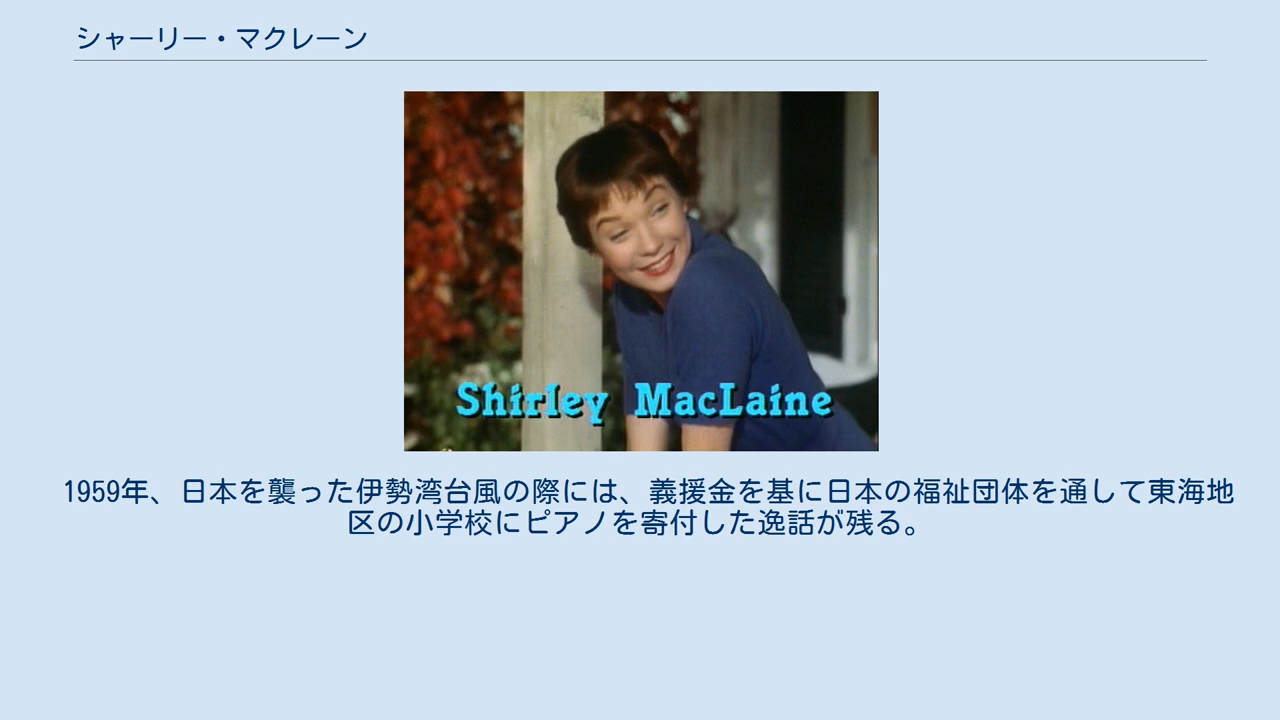 シャーリー・マクレーン
Shirley MacLaine
1959年、日本を襲った伊勢湾台風の際には、義援金を基に日本の福祉団体を通して東海地
区の小学校にピアノを寄付した逸話が残る。